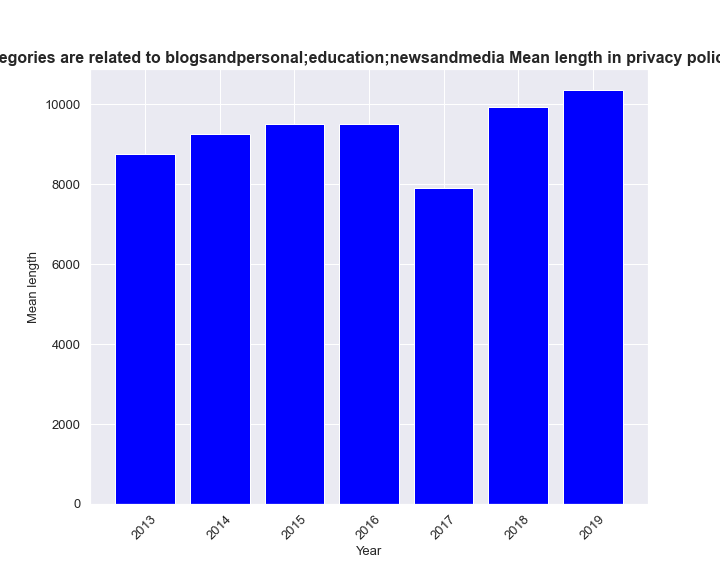 egories are related to blogsandpersonal;education;newsandmedia Mean length in privacy polic
10000
8000
6000
4000
2000
0
Mean length
2013 2014 2015 2016 2017 2018 2019
Year